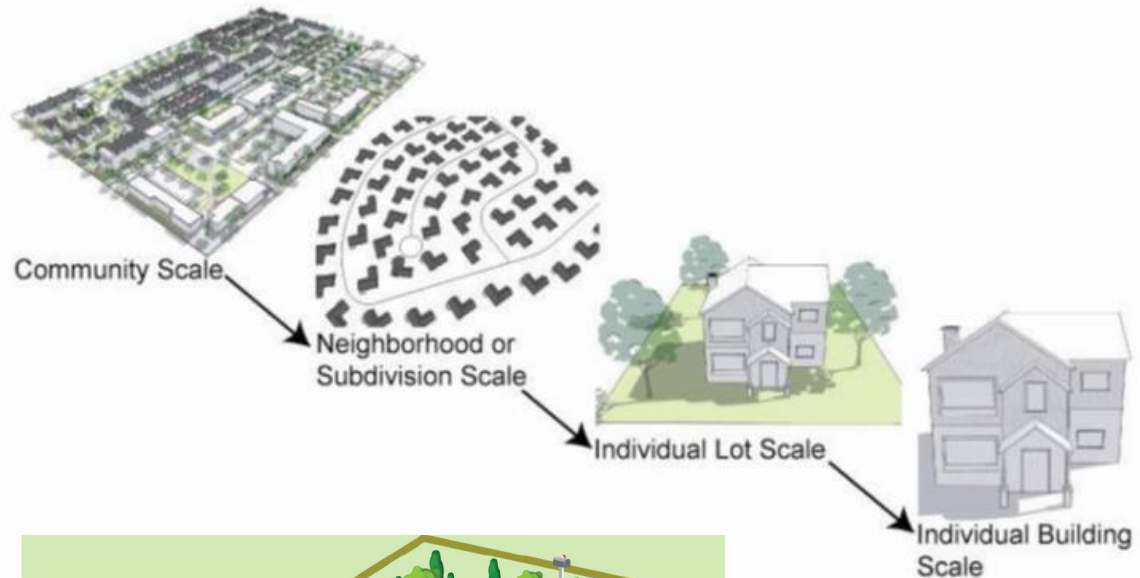 Community Scale
Neighborhood or
Subdivision Scale
Individual Lot Scale
Individual Building
Scale